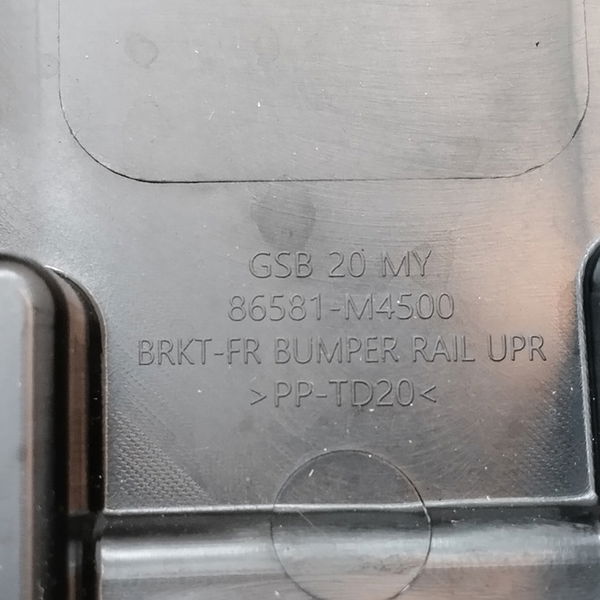 GSB 20 MY
86581-M4500
BRKT-FR BUMPER RAIL UPR
>PP-TD20<